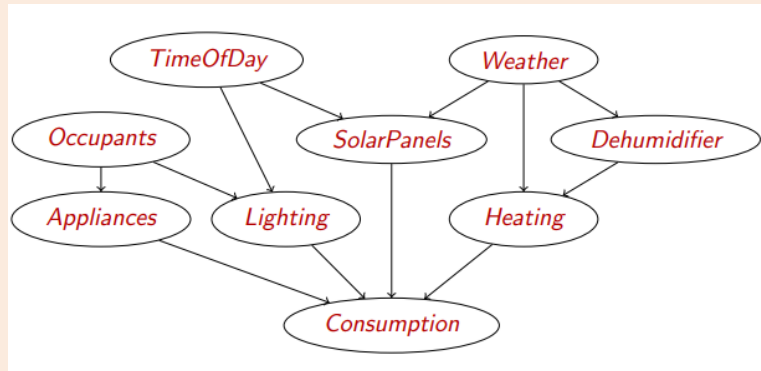 TimeOfDay
Weather
Occupants
SolarPanels
Dehumidifier
Appliances
Lighting
Heating
Consumption